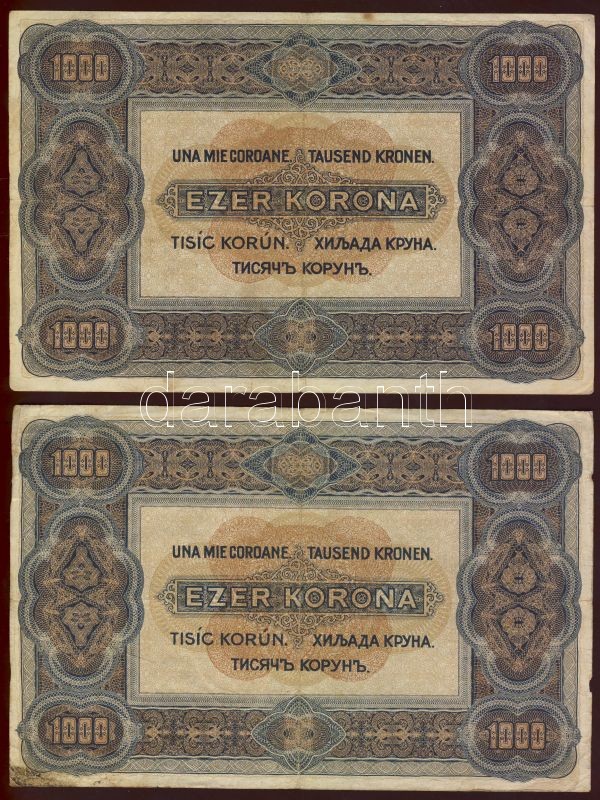 1000 1000
UNA MIE COROANE. TAUSEND KRONEN.
EZER KORONA
TISÍC KORÚN. ХИЉАДА КРУНА.
ТИСЯЧЪ КОРУНЪ.
1000 1000
darabanth
1000 1000
UNA MIE COROANE. TAUSEND KRONEN.
EZER KORONA
TISÍC KORÚN. ХИЉАДА КРУНА.
ТИСЯЧЪ КОРУНЪ.
1000 1000